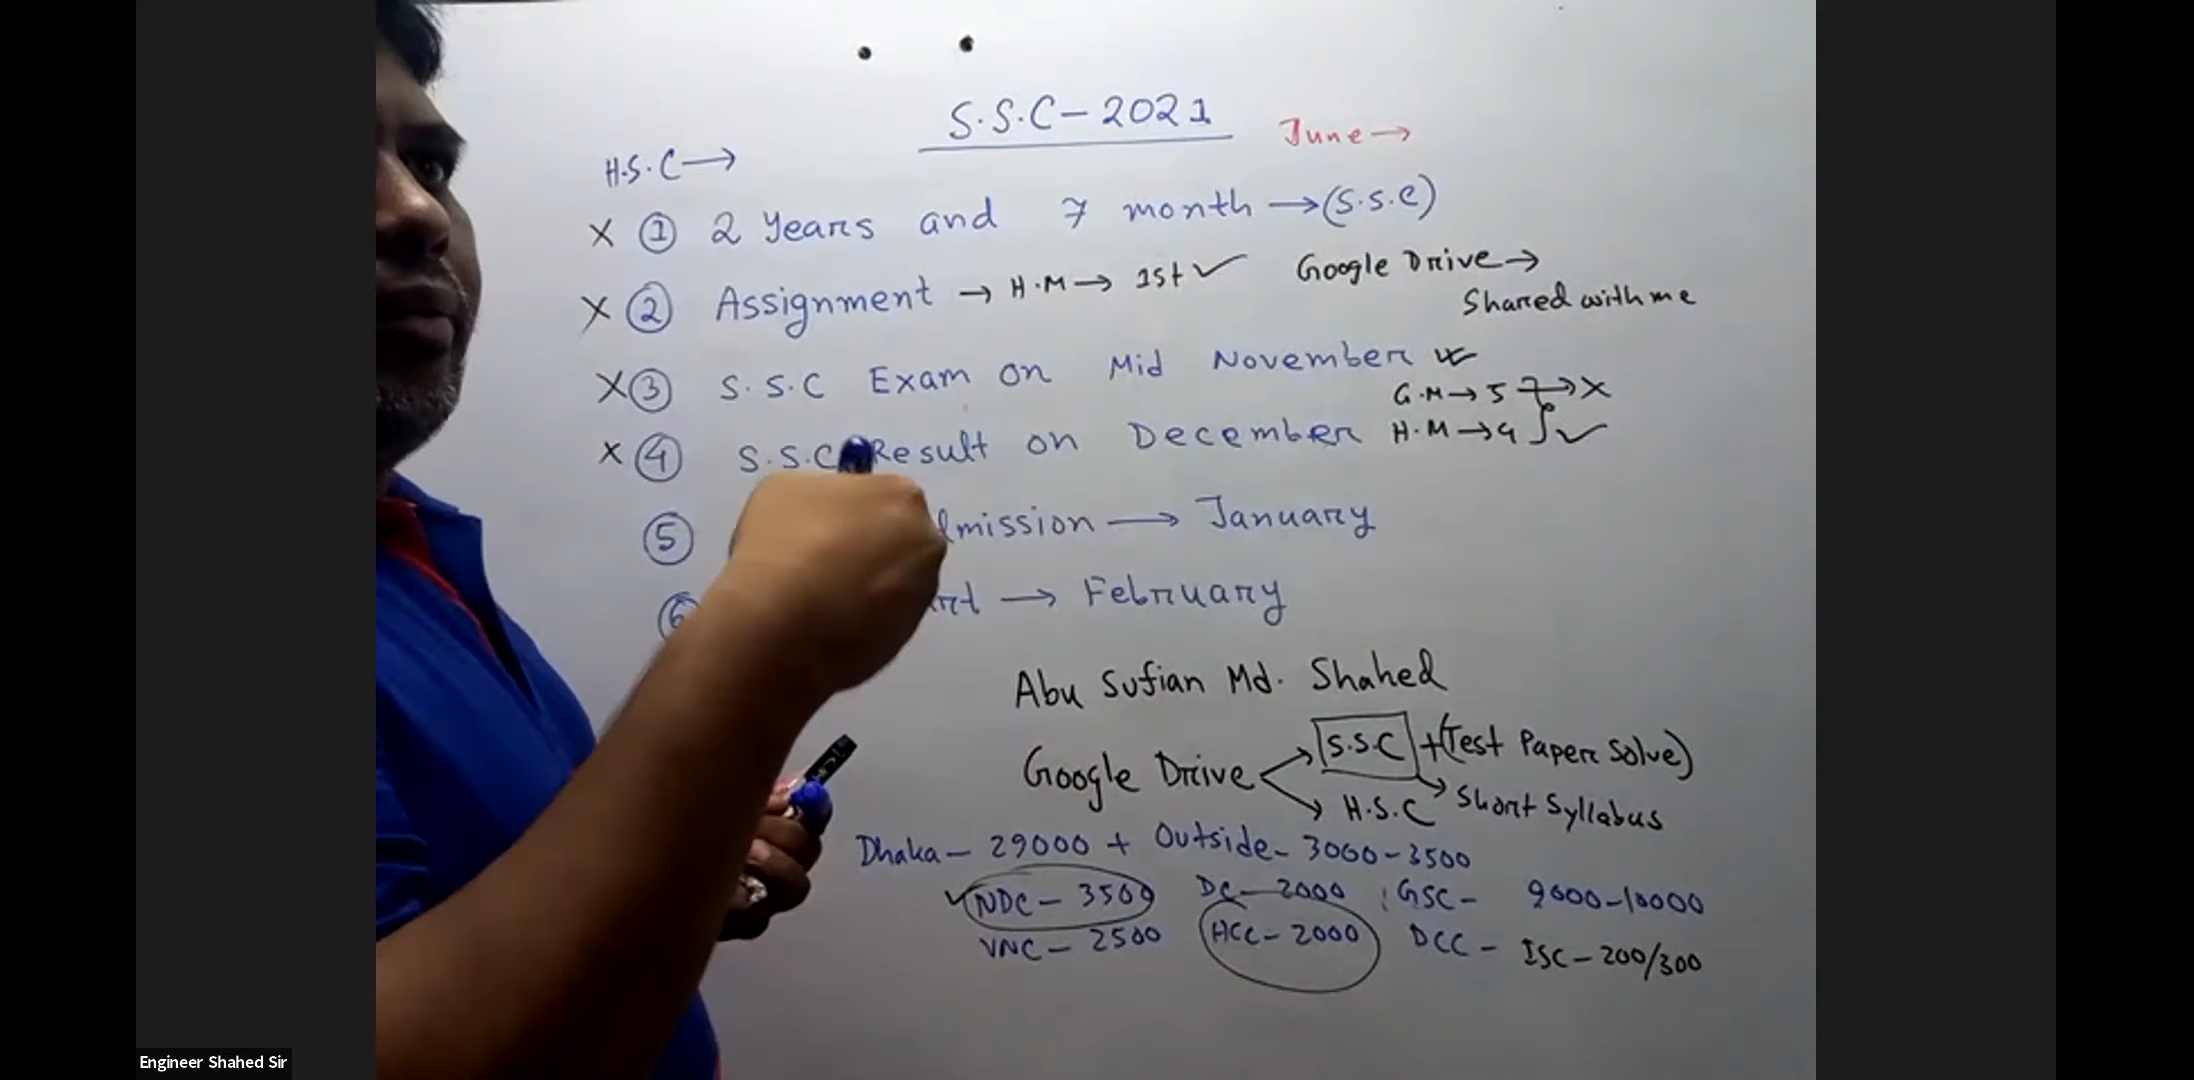 S.S.C – 2021
June →
H.S.C →
X ① 2 Years and 7 month → (S.S.C)
X ② Assignment → H.M → 1st ✓
Google Drive →
Shared with me
X ③ S.S.C Exam on Mid November
G.M → 5 → X
X ④ S.S.C Result on December
H.M → 4 ✓
⑤ dmission → January
⑥ rt → February
Abu Sufian Md. Shahed
Google Drive → S.S.C + (Test Paper Solve)
→ H.S.C → Short Syllabus
Dhaka – 29000 + Outside – 3000 – 3500
✓ NDC – 3500 DC – 2000 GSC – 9000 – 10000
VNC – 2500 HCC – 2000 DCC – ISC – 200/300
Engineer Shahed Sir